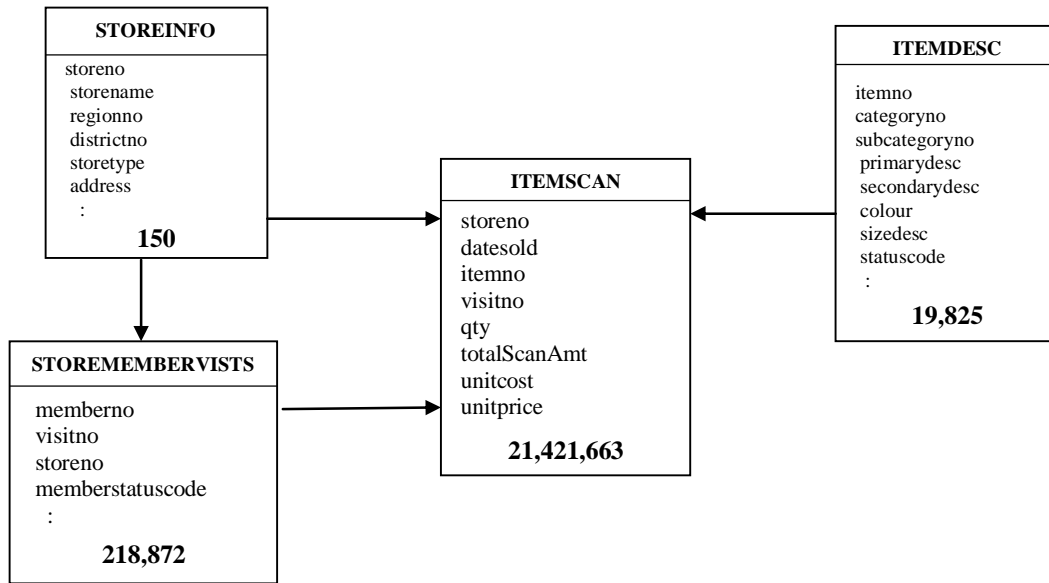 STOREINFO
storeno
storename
regionno
districtno
storetype
address
:
150
STOREMEMBERVISTS
memberno
visitno
storeno
memberstatuscode
:
218,872
ITEMSCAN
storeno
datesold
itemno
visitno
qty
totalScanAmt
unitcost
unitprice
21,421,663
ITEMDESC
itemno
categoryno
subcategoryno
primarydesc
secondarydesc
colour
sizedesc
statuscode
:
19,825